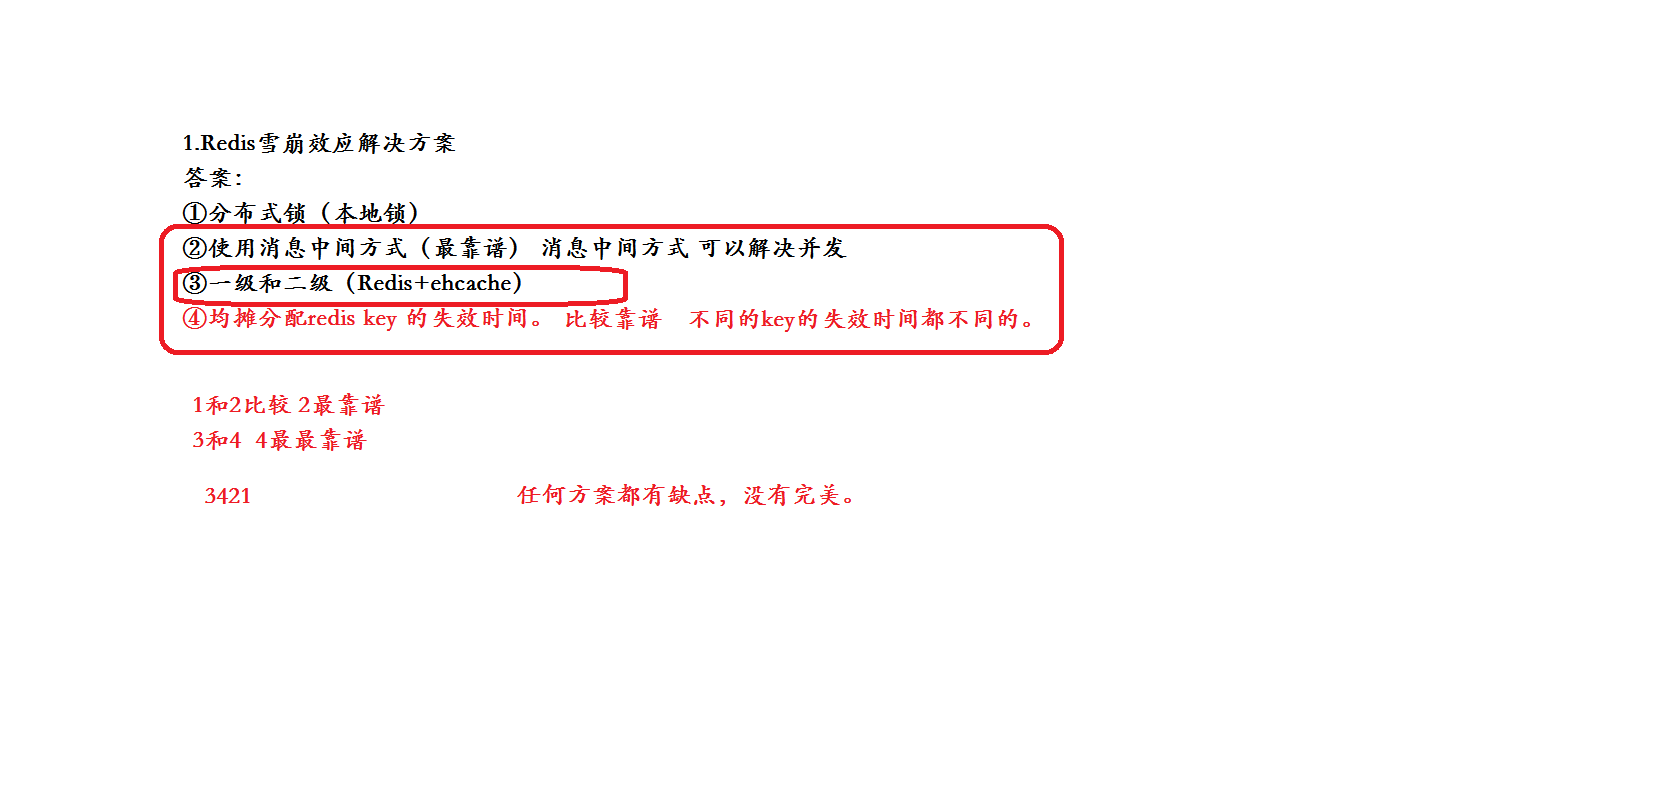 1.Redis雪崩效应解决方案
答案：
①分布式锁（本地锁）
②使用消息中间方式（最靠谱） 消息中间方式 可以解决并发
③一级和二级（Redis+ehcache）
④均摊分配redis key 的失效时间。 比较靠谱 不同的key的失效时间都不同的。
1和2比较 2最靠谱
3和4 4最最靠谱
3421 任何方案都有缺点，没有完美。